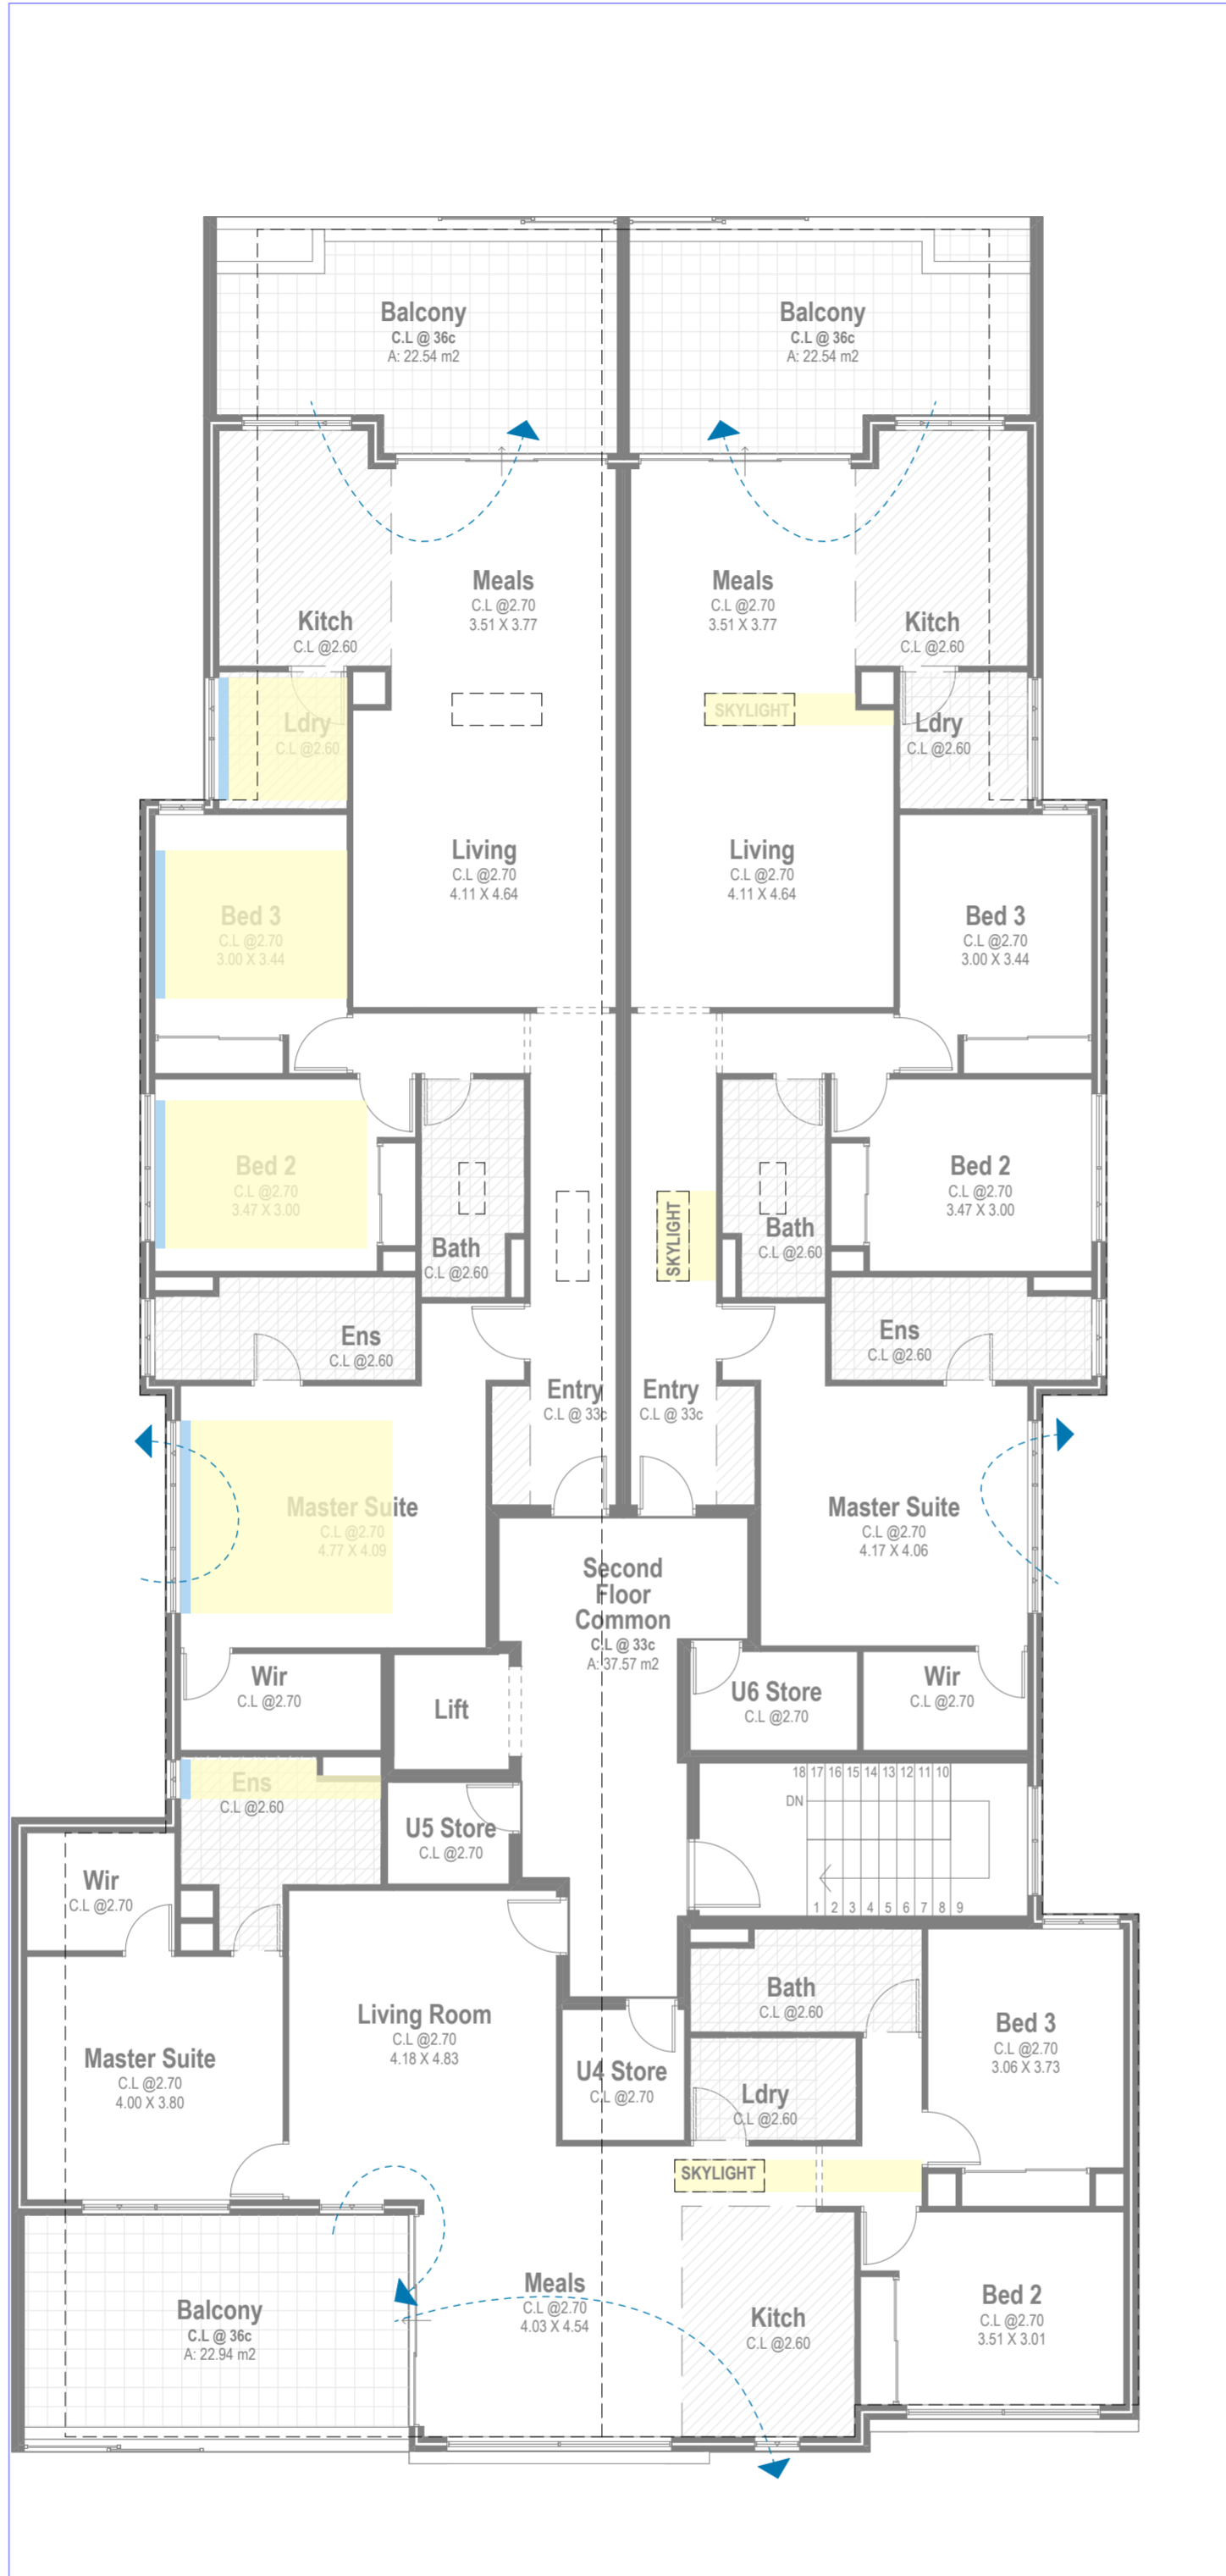 Balcony
C.L @ 36c
A: 22.54 m2
Balcony
C.L @ 36c
A: 22.54 m2
Meals
C.L @2.70
3.51 X 3.77
Meals
C.L @2.70
3.51 X 3.77
Kitch
C.L @2.60
Kitch
C.L @2.60
Ldry
C.L @2.60
SKYLIGHT
Ldry
C.L @2.60
Living
C.L @2.70
4.11 X 4.64
Living
C.L @2.70
4.11 X 4.64
Bed 3
C.L @2.70
3.00 X 3.44
Bed 3
C.L @2.70
3.00 X 3.44
Bed 2
C.L @2.70
3.47 X 3.00
Bed 2
C.L @2.70
3.47 X 3.00
Bath
C.L @2.60
SKYLIGHT
Bath
C.L @2.60
Ens
C.L @2.60
Ens
C.L @2.60
Entry
C.L @ 33c
Entry
C.L @ 33c
Master Suite
C.L @2.70
4.77 X 4.09
Master Suite
C.L @2.70
4.17 X 4.06
Second
Floor
Common
C.L @ 33c
A: 37.57 m2
Wir
C.L @2.70
Lift
U6 Store
C.L @2.70
Wir
C.L @2.70
Ens
C.L @2.60
18 17 16 15 14 13 12 11 10
DN
1 2 3 4 5 6 7 8 9
U5 Store
C.L @2.70
Wir
C.L @2.70
Bath
C.L @2.60
Living Room
C.L @2.70
4.18 X 4.83
Bed 3
C.L @2.70
3.06 X 3.73
Master Suite
C.L @2.70
4.00 X 3.80
U4 Store
C.L @2.70
Ldry
C.L @2.60
SKYLIGHT
Meals
C.L @2.70
4.03 X 4.54
Bed 2
C.L @2.70
3.51 X 3.01
Balcony
C.L @ 36c
A: 22.94 m2
Kitch
C.L @2.60